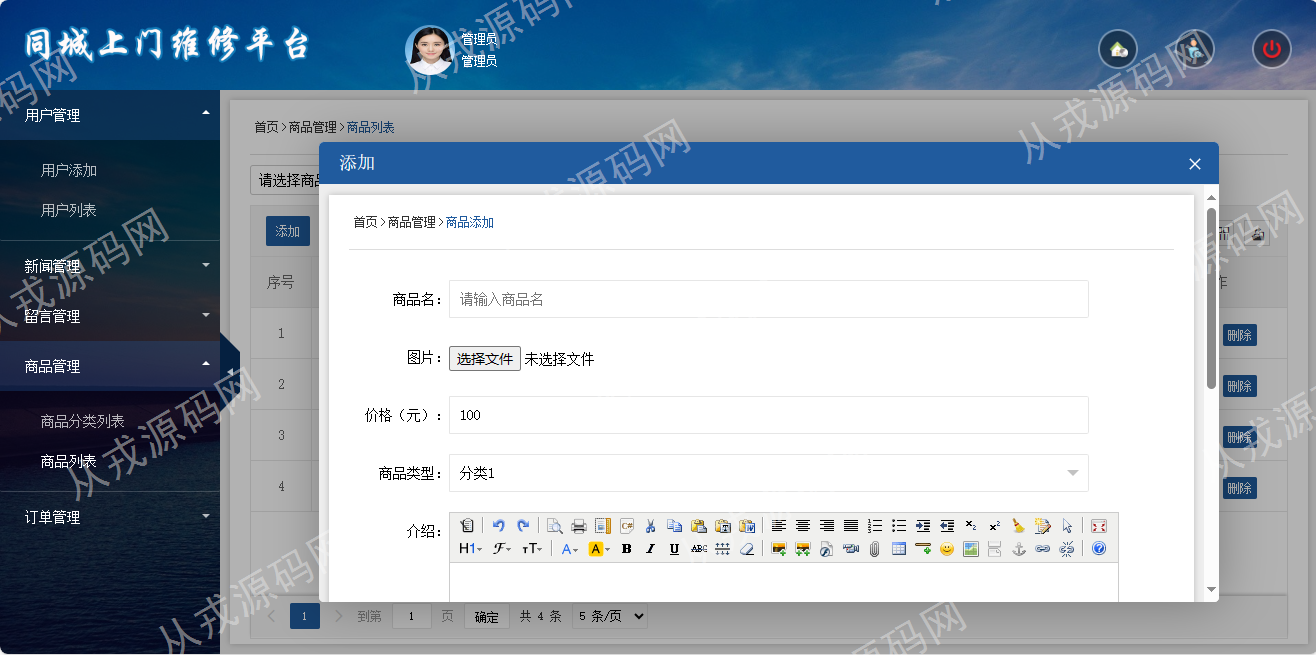 同城上门维修平台
管理员
管理员
用户管理
用户添加
用户列表
新闻管理
留言管理
商品管理
商品分类列表
商品列表
订单管理
首页>商品管理>商品列表
请选择商品
添加
序号
作
1
删除
2
删除
3
删除
4
删除
添加
首页>商品管理>商品添加
商品名：
请输入商品名
图片：
选择文件 未选择文件
价格（元）：
100
商品类型：
分类1
介绍：
H1
F
TT
A
A
B
I
U
ABC
1
到第
1
页
确定
共 4 条
5 条/页
从戎源码网
从戎源码网
从戎源码网
从戎源码网
从戎源码网
从戎源码网
从戎源码网